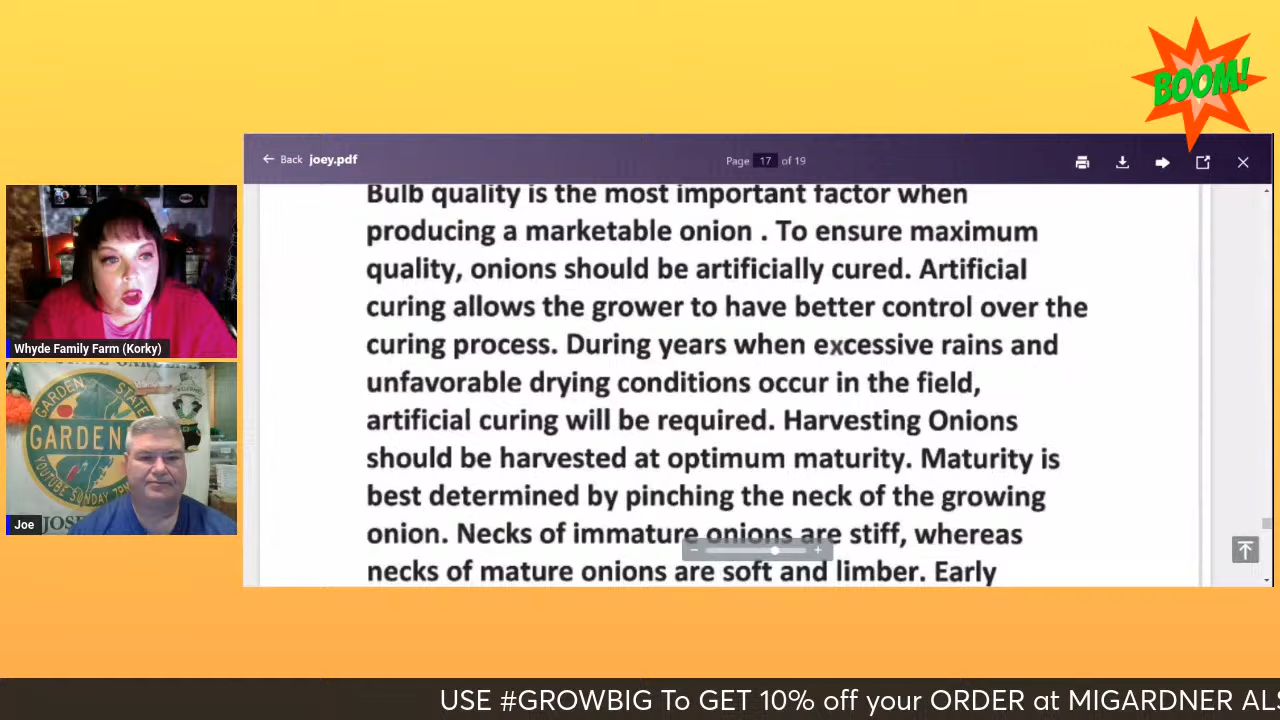 BOOM!
← Back joey.pdf
Page 17 of 19
Bulb quality is the most important factor when
producing a marketable onion . To ensure maximum
quality, onions should be artificially cured. Artificial
curing allows the grower to have better control over the
curing process. During years when excessive rains and
unfavorable drying conditions occur in the field,
artificial curing will be required. Harvesting Onions
should be harvested at optimum maturity. Maturity is
best determined by pinching the neck of the growing
onion. Necks of immature onions are stiff, whereas
necks of mature onions are soft and limber. Early
Whyde Family Farm (Korky)
GARDEN STATE
GARDEN
YOUTUBE SUNDAY 7PM
Joe
USE #GROWBIG To GET 10% off your ORDER at MIGARDNER ALS